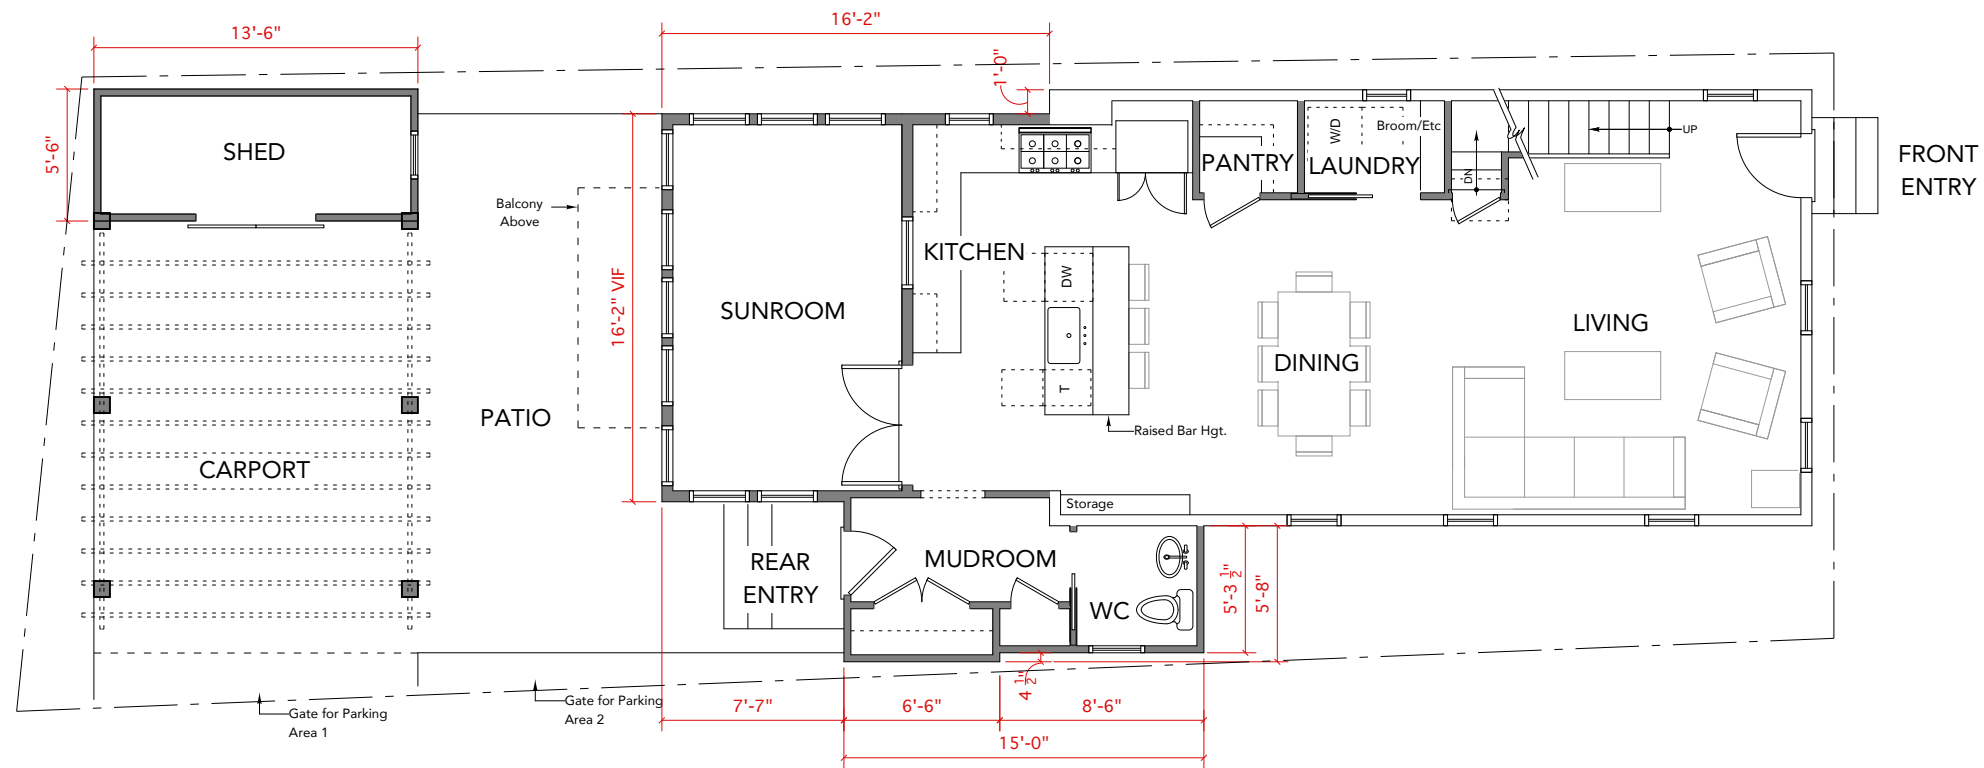 16'-2"
13'-6"
1'-0"
5'-6"
SHED
W/D
Broom/Etc
UP
PANTRY
LAUNDRY
DN
FRONT
ENTRY
Balcony
Above
KITCHEN
DW
16'-2" VIF
SUNROOM
LIVING
DINING
T
PATIO
Raised Bar Hgt.
CARPORT
Storage
REAR
ENTRY
MUDROOM
WC
5'-3 1/2"
5'-8"
4 1/2"
Gate for Parking
Area 1
Gate for Parking
Area 2
7'-7"
6'-6"
8'-6"
15'-0"